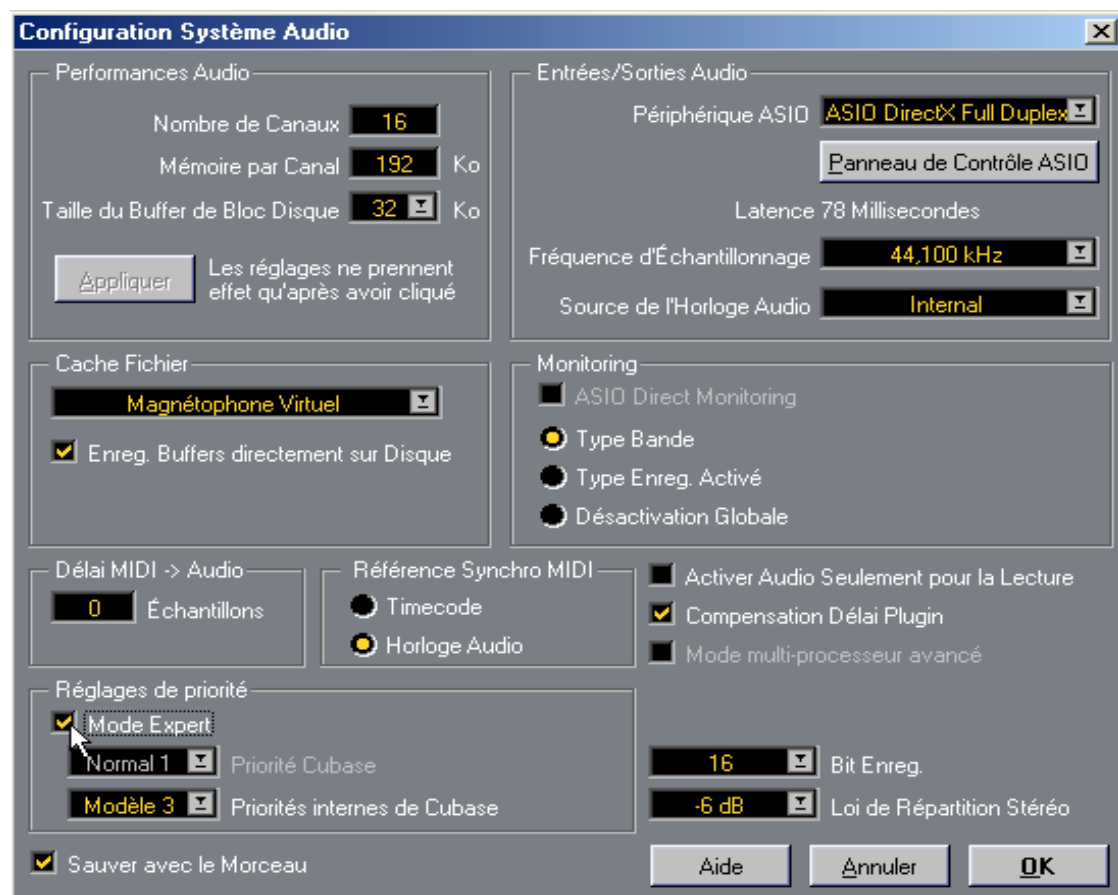 Configuration Système Audio
Performances Audio
Nombre de Canaux 16
Mémoire par Canal 192 Ko
Taille du Buffer de Bloc Disque 32 Ko
Appliquer
Les réglages ne prennent
effet qu'après avoir cliqué
Entrées/Sorties Audio
Périphérique ASIO ASIO DirectX Full Duplex
Panneau de Contrôle ASIO
Latence 78 Millisecondes
Fréquence d'Échantillonnage 44,100 kHz
Source de l'Horloge Audio Internal
Cache Fichier
Magnétophone Virtuel
Enreg. Buffers directement sur Disque
Monitoring
ASIO Direct Monitoring
Type Bande
Type Enreg. Activé
Désactivation Globale
Délai MIDI -> Audio
0 Échantillons
Référence Synchro MIDI
Timecode
Horloge Audio
Activer Audio Seulement pour la Lecture
Compensation Délai Plugin
Mode multi-processeur avancé
Réglages de priorité
Mode Expert
Normal 1 Priorité Cubase
Modèle 3 Priorités internes de Cubase
16 Bit Enreg.
-6 dB Loi de Répartition Stéréo
Sauver avec le Morceau
Aide
Annuler
OK